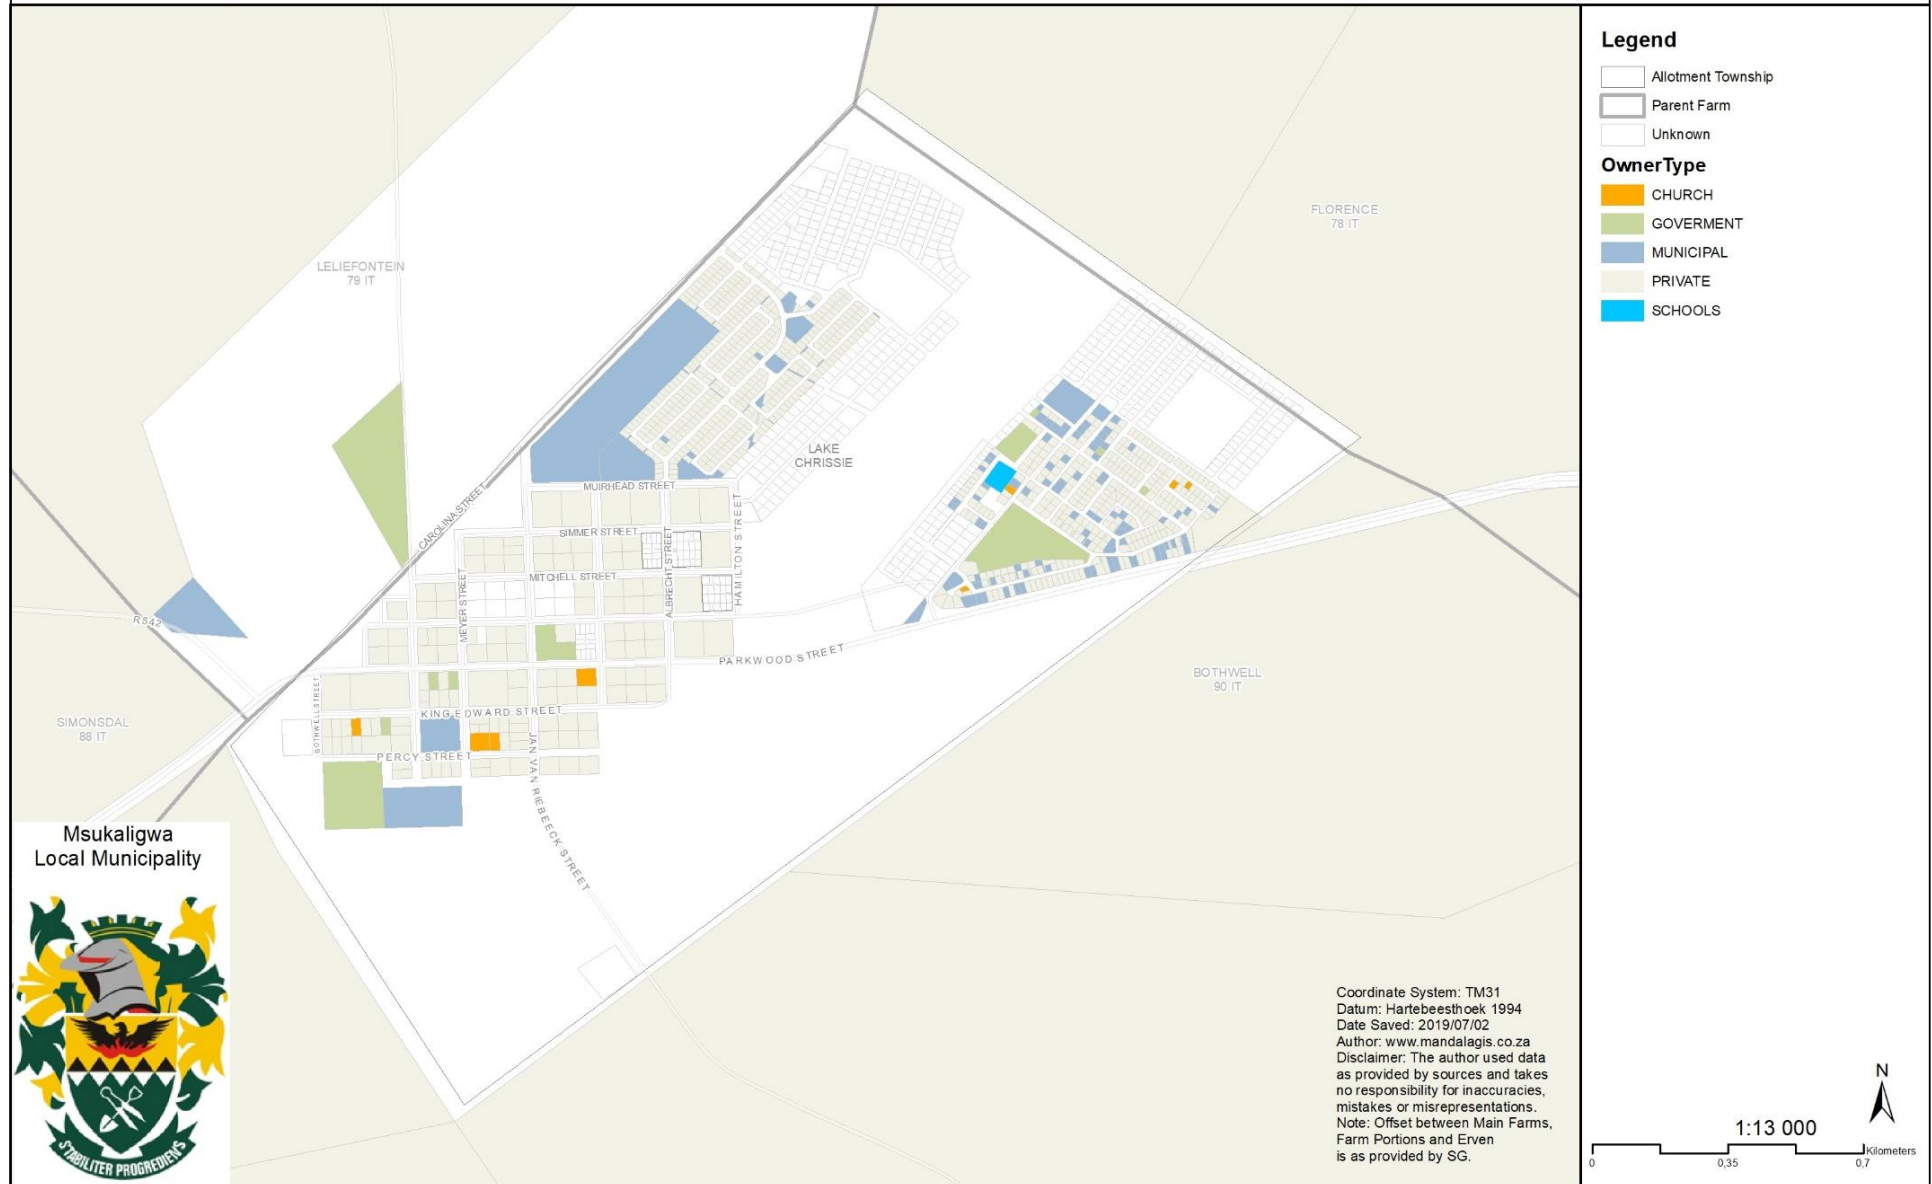 Legend
Allotment Township
Parent Farm
Unknown
OwnerType
CHURCH
GOVERMENT
MUNICIPAL
PRIVATE
SCHOOLS
FLORENCE
78 IT
LELIEFONTEIN
79 IT
LAKE
CHRISSIE
CAROLINA STREET
MUIRHEAD STREET
SIMMER STREET
MITCHELL STREET
MEYER STREET
ALBRECHT STREET
HAMILTON STREET
R542
PARKWOOD STREET
BOTHWELL
90 IT
BOTHWELL STREET
KING EDWARD STREET
SIMONSDAL
88 IT
PERCY STREET
JAN VAN RIEBEECK STREET
Msukaligwa
Local Municipality
STABILITER PROGREDIENS
Coordinate System: TM31
Datum: Hartebeesthoek 1994
Date Saved: 2019/07/02
Author: www.mandalagis.co.za
Disclaimer: The author used data
as provided by sources and takes
no responsibility for inaccuracies,
mistakes or misrepresentations.
Note: Offset between Main Farms,
Farm Portions and Erven
is as provided by SG.
N
1:13 000
Kilometers
0 0,35 0,7